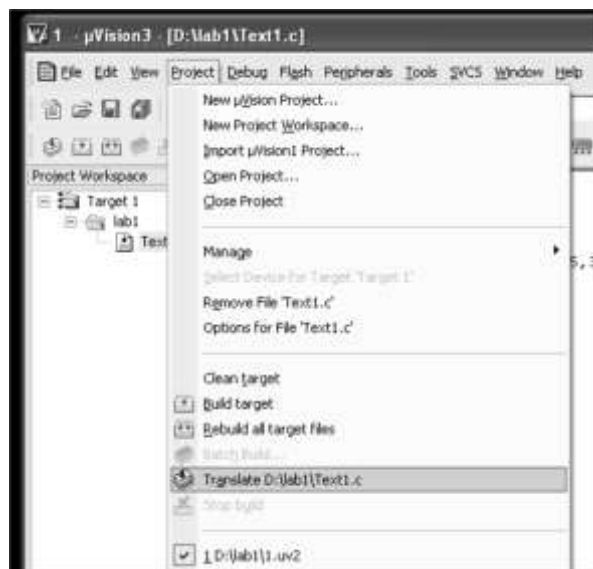 1 - µVision3 - [D:\lab1\Text1.c]
File Edit View Project Debug Flash Peripherals Tools SVCS Window Help
New µVision Project...
New Project Workspace...
Import µVision1 Project...
Open Project...
Close Project
Project Workspace
Target 1
lab1
Text
Manage
Select Device for Target 'Target 1'
Remove File 'Text1.c'
Options for File 'Text1.c'
Clean target
Build target
Rebuild all target files
Batch Build...
Translate D:\lab1\Text1.c
Stop build
1 D:\lab1\1.uv2